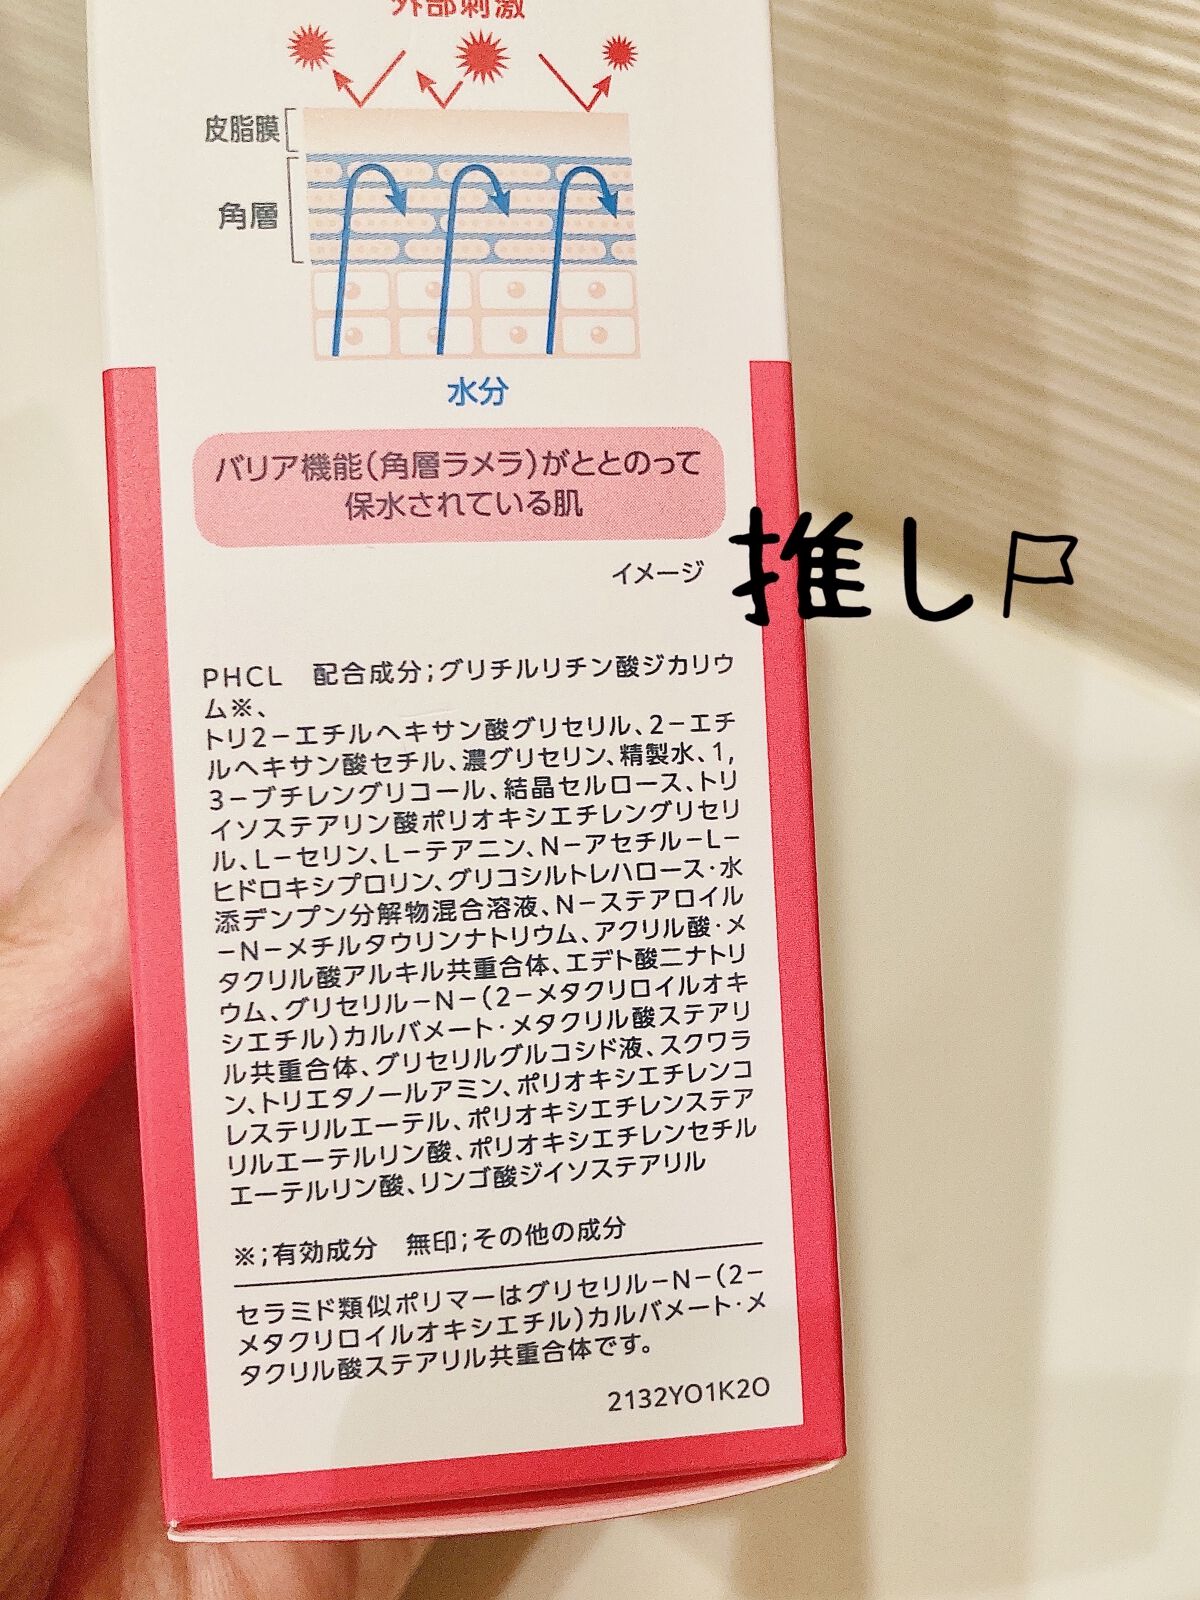 外部刺激
皮脂膜
角層
水分
バリア機能(角層ラメラ)がととのって
保水されている肌
イメージ
推し
PHCL 配合成分;グリチルリチン酸ジカリウ
ム※、
トリ2-エチルヘキサン酸グリセリル、2-エチ
ルヘキサン酸セチル、濃グリセリン、精製水、1,
3-ブチレングリコール、結晶セルロース、トリ
イソステアリン酸ポリオキシエチレングリセリ
ル、L-セリン、L-テアニン、N-アセチル-L-
ヒドロキシプロリン、グリコシルトレハロース・水
添デンプン分解物混合溶液、N-ステアロイル
-N-メチルタウリンナトリウム、アクリル酸・メ
タクリル酸アルキル共重合体、エデト酸二ナトリ
ウム、グリセリル-N-(2-メタクリロイルオキ
シエチル)カルバメート・メタクリル酸ステアリ
ル共重合体、グリセリルグルコシド液、スクワラ
ン、トリエタノールアミン、ポリオキシエチレンコ
レステリルエーテル、ポリオキシエチレンステア
リルエーテルリン酸、ポリオキシエチレンセチル
エーテルリン酸、リンゴ酸ジイソステアリル
※;有効成分 無印;その他の成分
セラミド類似ポリマーはグリセリル-N-(2-
メタクリロイルオキシエチル)カルバメート・メ
タクリル酸ステアリル共重合体です。
2132YO1K2O